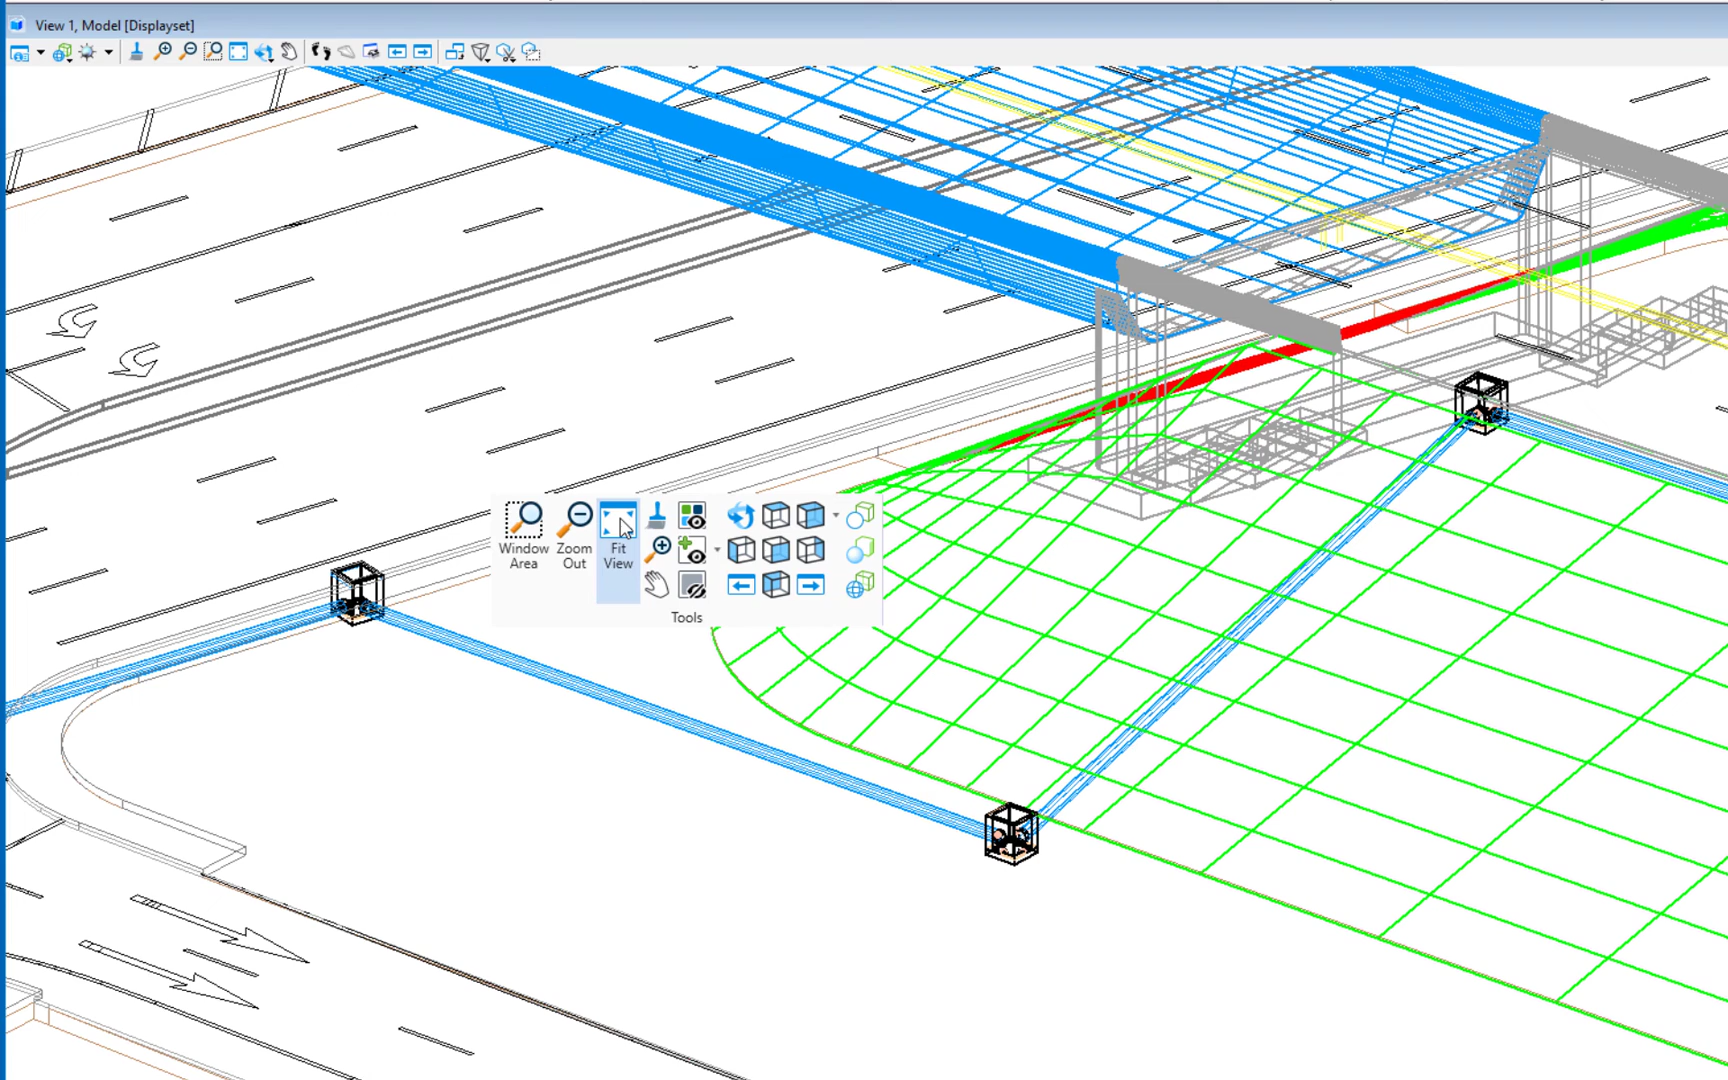 View 1, Model [Displayset]
Window Area
Zoom Out
Fit View
Tools